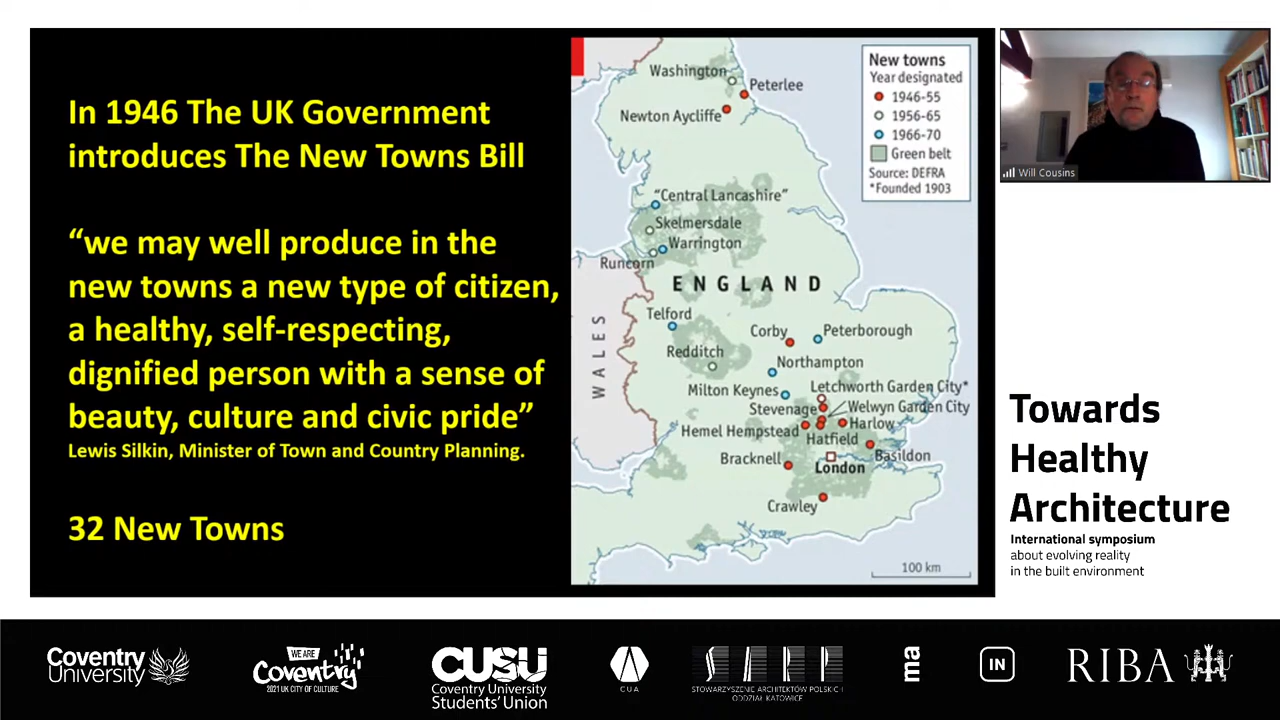 In 1946 The UK Government
introduces The New Towns Bill
“we may well produce in the
new towns a new type of citizen,
a healthy, self-respecting,
dignified person with a sense of
beauty, culture and civic pride”
Lewis Silkin, Minister of Town and Country Planning.
32 New Towns
New towns
Year designated
1946-55
1956-65
1966-70
Green belt
Source: DEFRA
*Founded 1903
Washington
Peterlee
Newton Aycliffe
“Central Lancashire”
Skelmersdale
Warrington
Runcorn
ENGLAND
WALES
Telford
Corby
Peterborough
Redditch
Northampton
Milton Keynes
Letchworth Garden City*
Stevenage
Welwyn Garden City
Hemel Hempstead
Harlow
Hatfield
Bracknell
Basildon
London
Crawley
100 km
Will Cousins
Towards
Healthy
Architecture
International symposium
about evolving reality
in the built environment
Coventry
University
WE ARE
Coventry
2021 UK CITY OF CULTURE
CUSU
Coventry University
Students' Union
CUA
SARP
STOWARZYSZENIE ARCHITEKTÓW POLSKICH
ODDZIAŁ KATOWICE
ma
IN
RIBA